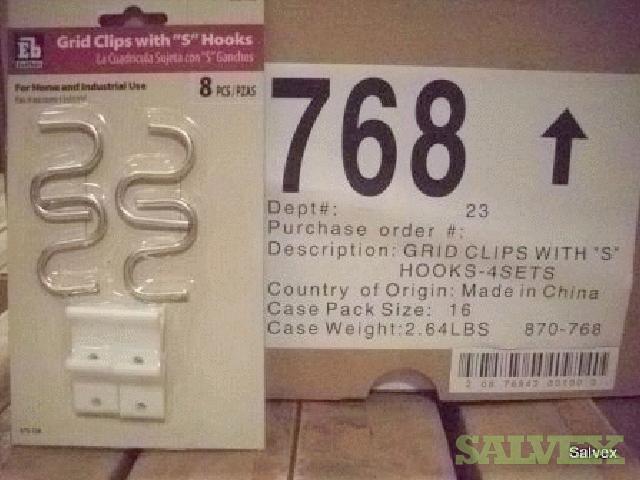 Eb
Grid Clips with "S" Hooks
La Cuadricula Sujeta con "S" Ganchos
For Home and Industrial Use
8 PCS/PZAS
768
Dept#: 23
Purchase order #:
Description: GRID CLIPS WITH "S"
HOOKS-4SETS
Country of Origin: Made in China
Case Pack Size: 16
Case Weight:2.64LBS 870-768
SALVEX
Salvex